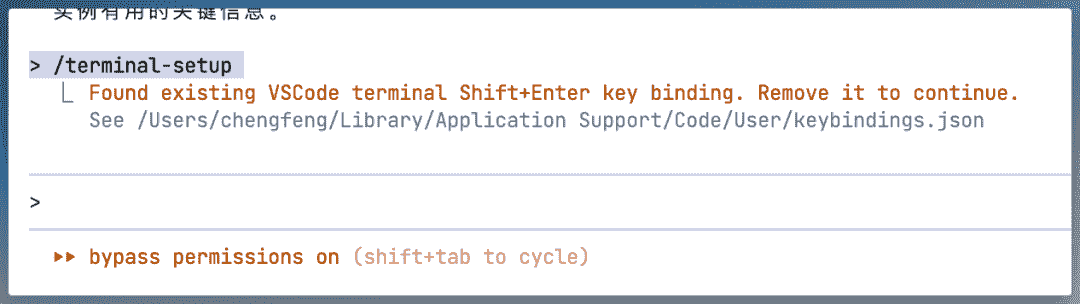 实例有用的关键信息。
> /terminal-setup
⎿ Found existing VSCode terminal Shift+Enter key binding. Remove it to continue.
See /Users/chengfeng/Library/Application Support/Code/User/keybindings.json
>
▸▸ bypass permissions on (shift+tab to cycle)